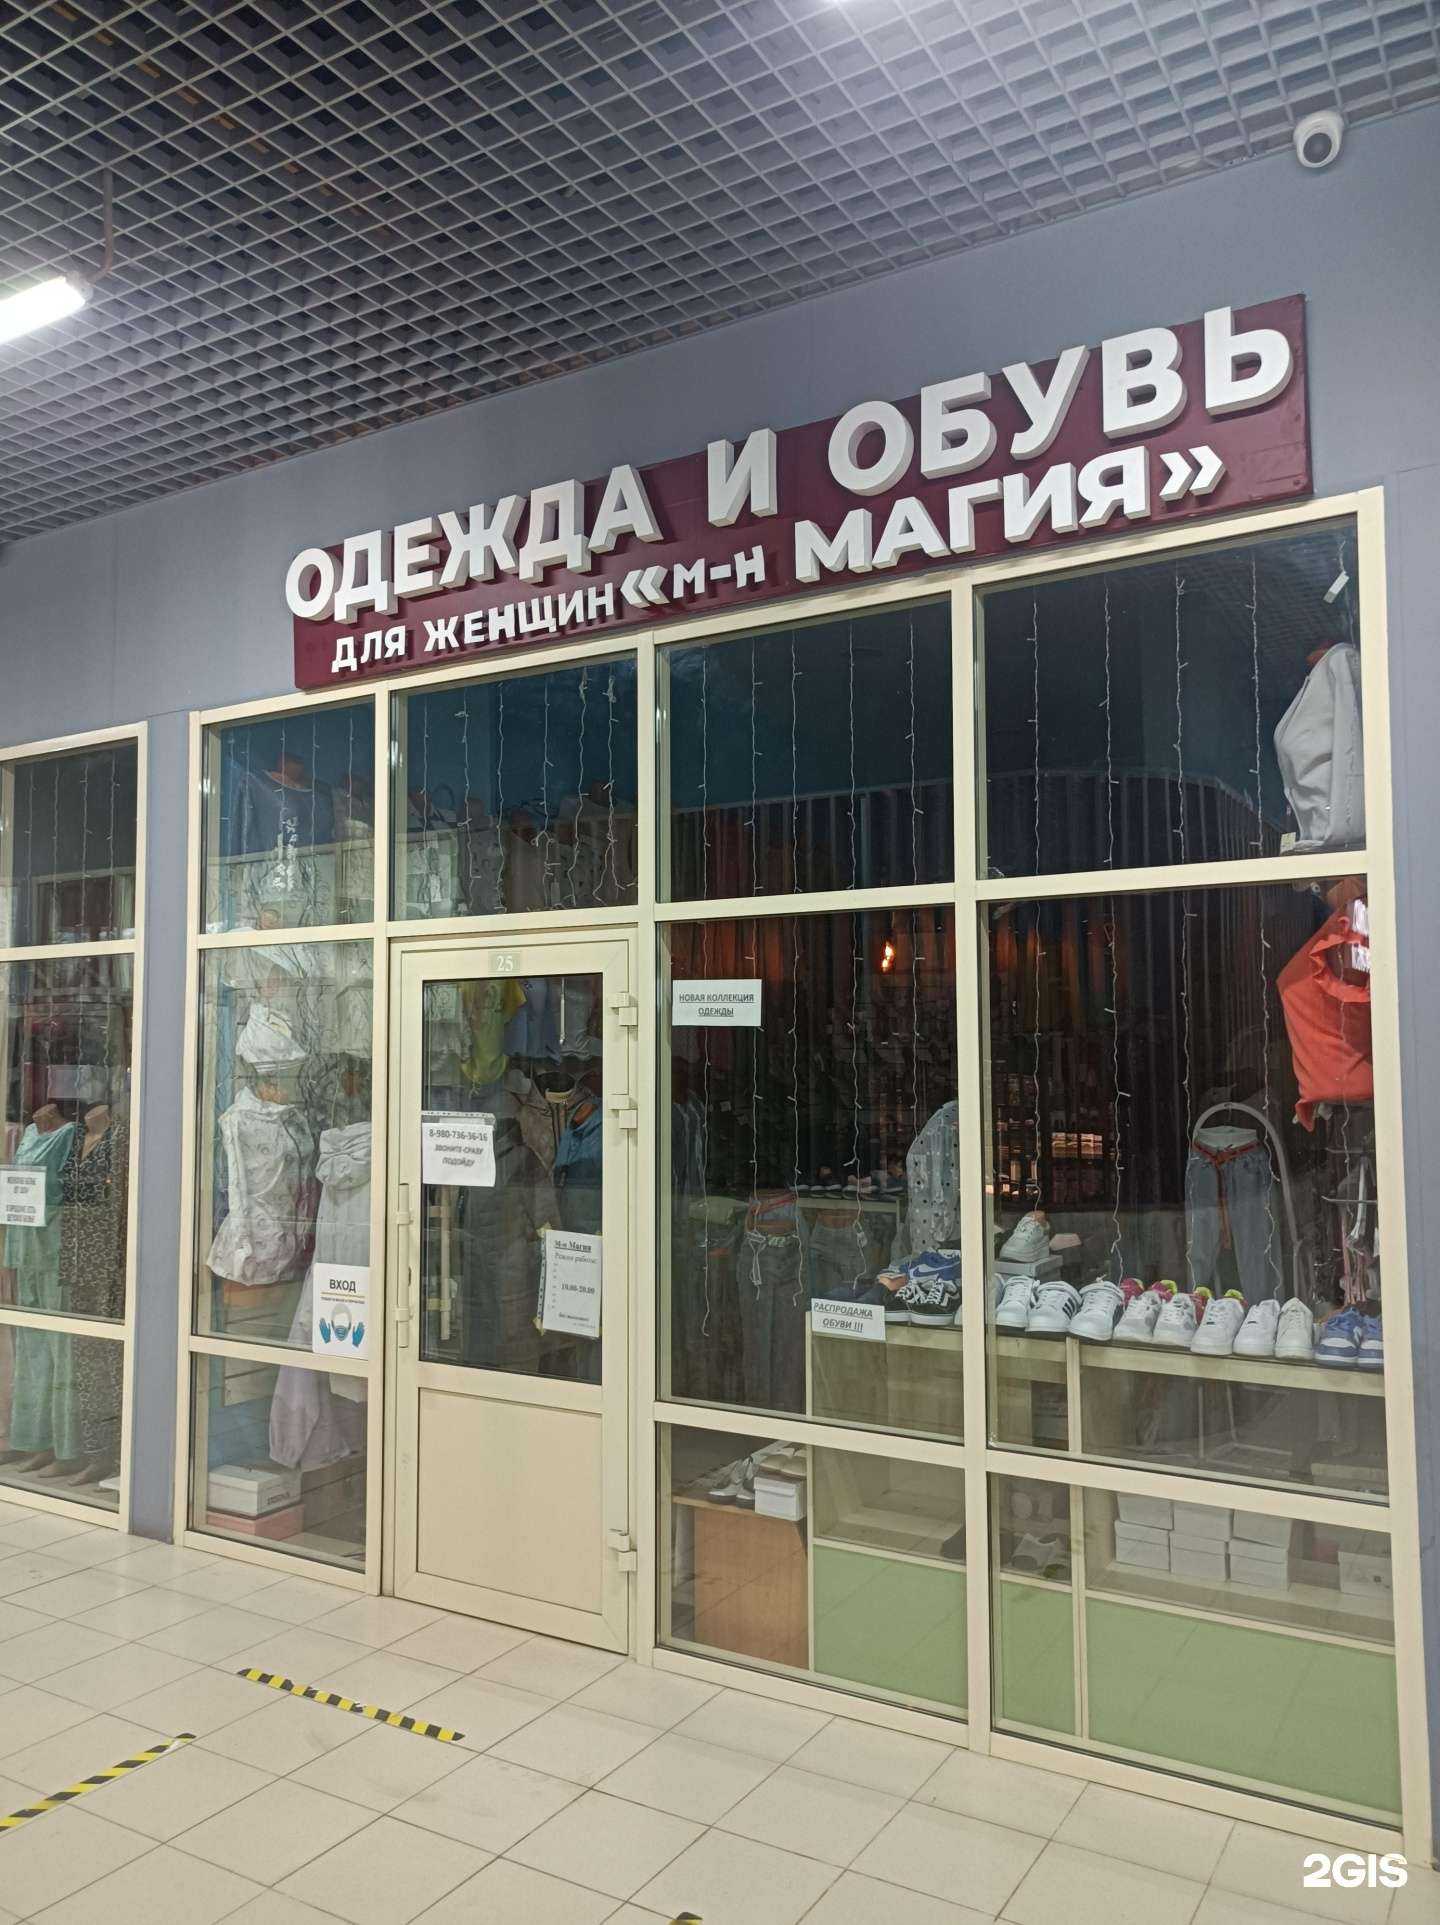 ОДЕЖДА И ОБУВЬ
ДЛЯ ЖЕНЩИН «М-Н МАГИЯ»
25
НОВАЯ КОЛЛЕКЦИЯ
ОДЕЖДЫ
8-980-736-36-16
ЗВОНИТЕ-СРАЗУ
ПОДОЙДУ
М-н Магия
Режим работы:
10.00-20.00
ВХОД
РАСПРОДАЖА
ОБУВИ !!!
2GIS